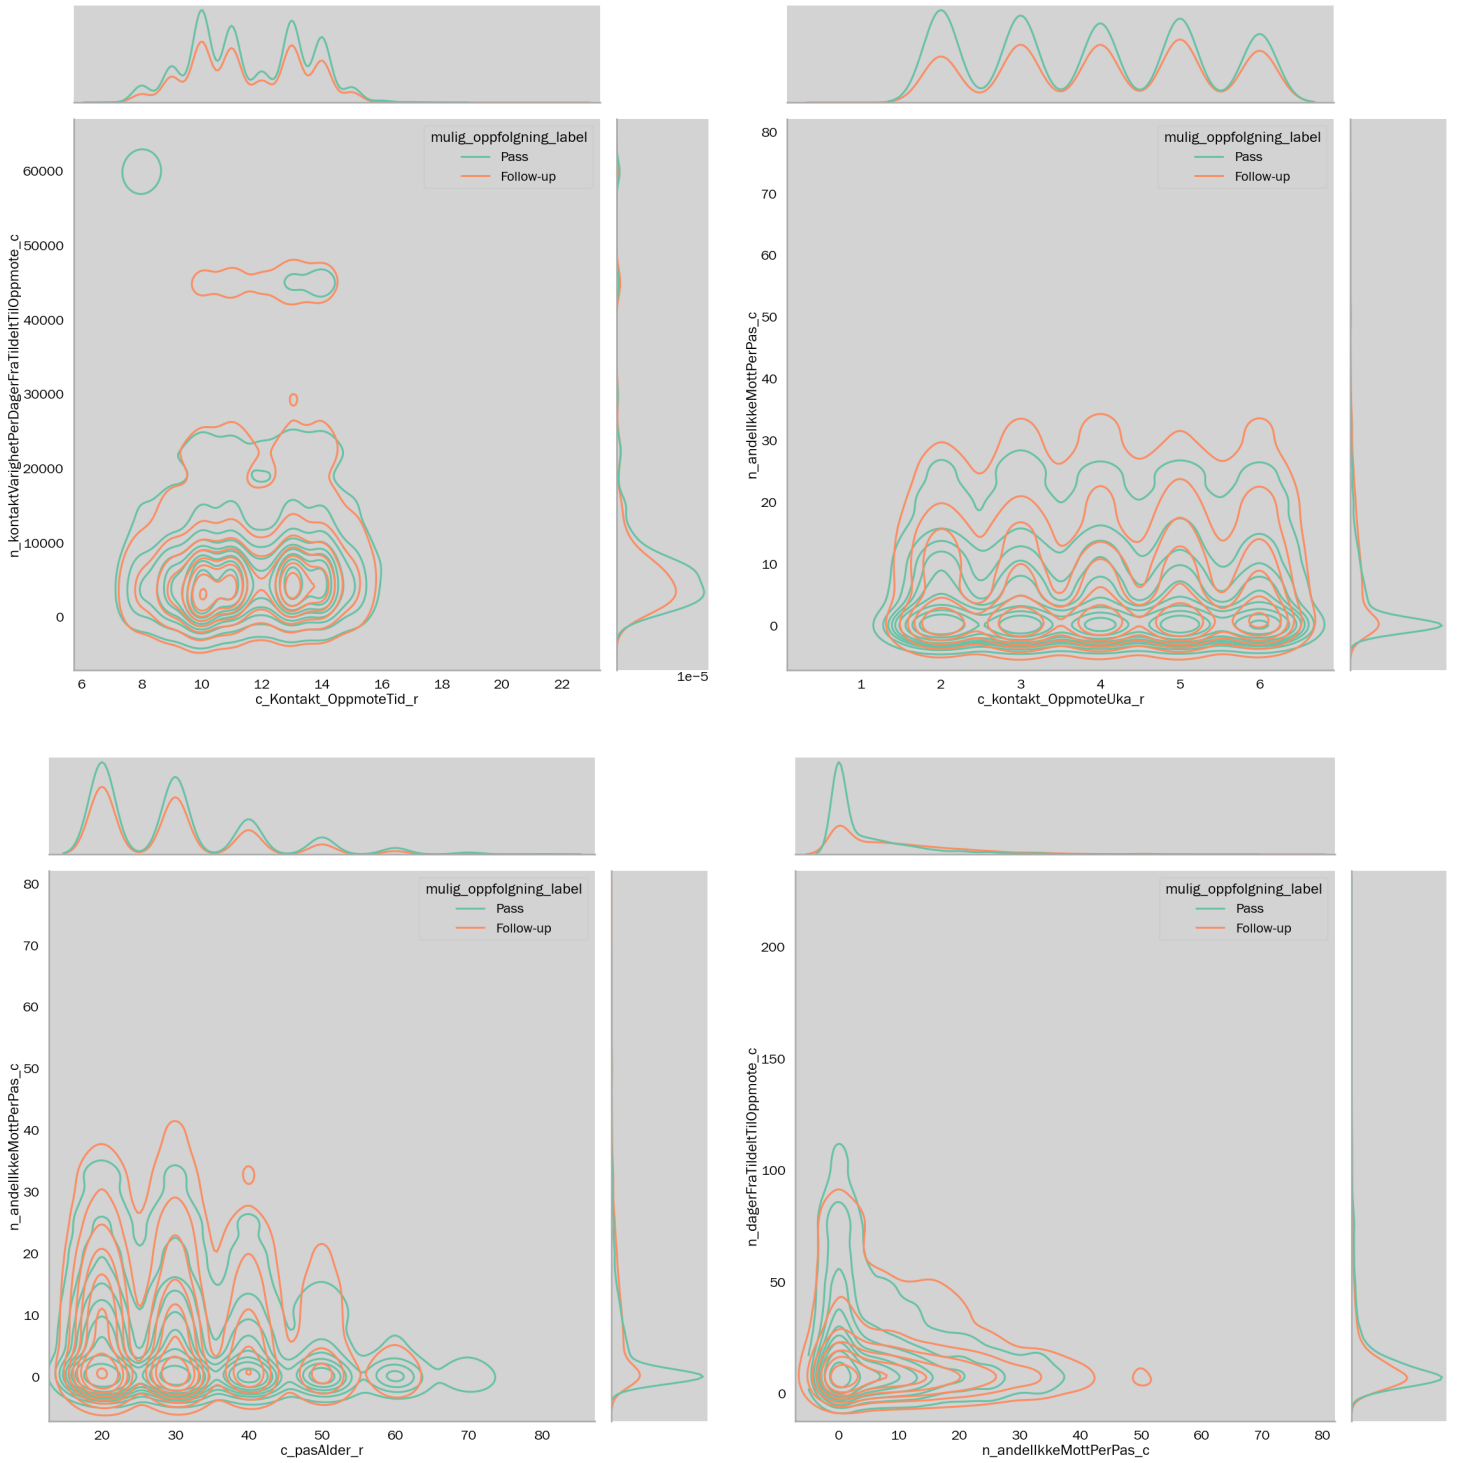 mulig_oppfolgning_label
Pass
Follow-up
n_kontaktVarighetPerDagerFraTildeltTilOppmote_c
60000
50000
40000
30000
20000
10000
0
6 8 10 12 14 16 18 20 22
1e-5
c_Kontakt_OppmoteTid_r
mulig_oppfolgning_label
Pass
Follow-up
n_andelIkkeMottPerPas_c
80
70
60
50
40
30
20
10
0
1 2 3 4 5 6
c_kontakt_OppmoteUka_r
mulig_oppfolgning_label
Pass
Follow-up
n_andelIkkeMottPerPas_c
80
70
60
50
40
30
20
10
0
20 30 40 50 60 70 80
c_pasAlder_r
mulig_oppfolgning_label
Pass
Follow-up
n_dagerFraTildeltTilOppmote_c
200
150
100
50
0
0 10 20 30 40 50 60 70 80
n_andelIkkeMottPerPas_c